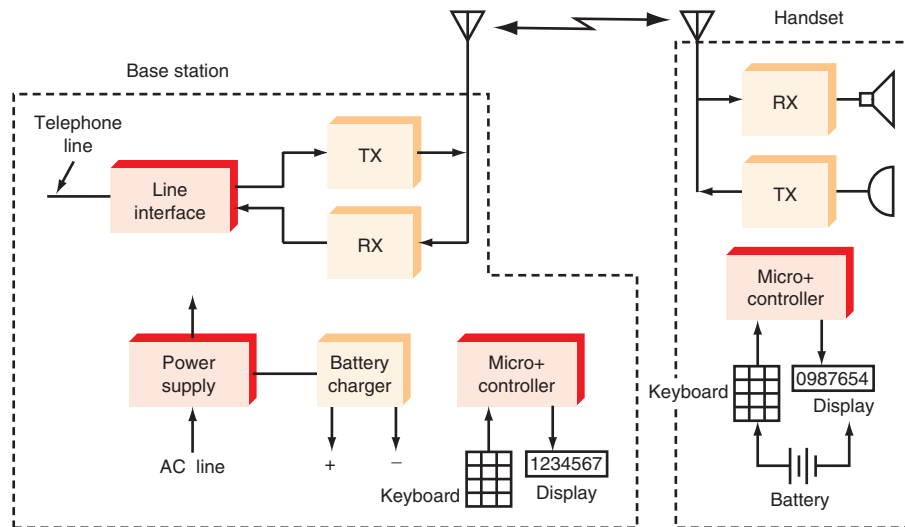 Handset
Base station
Telephone
line
Line
interface
TX
RX
RX
TX
Micro+
controller
Power
supply
Battery
charger
Micro+
controller
Keyboard
0987654
Display
AC line
+
–
Keyboard
1234567
Display
Battery